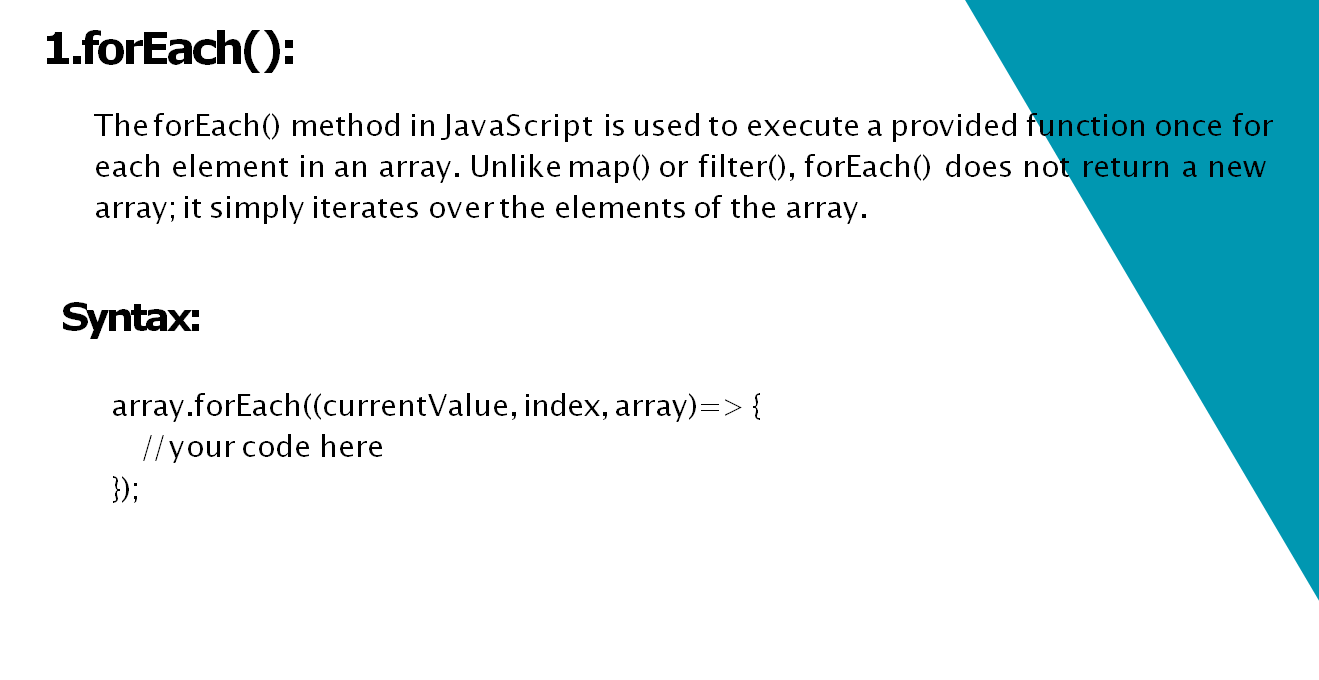 1.forEach():
The forEach() method in JavaScript is used to execute a provided function once for
each element in an array. Unlike map() or filter(), forEach() does not return a new
array; it simply iterates over the elements of the array.
Syntax:
array.forEach((currentValue, index, array)=> {
//your code here
});